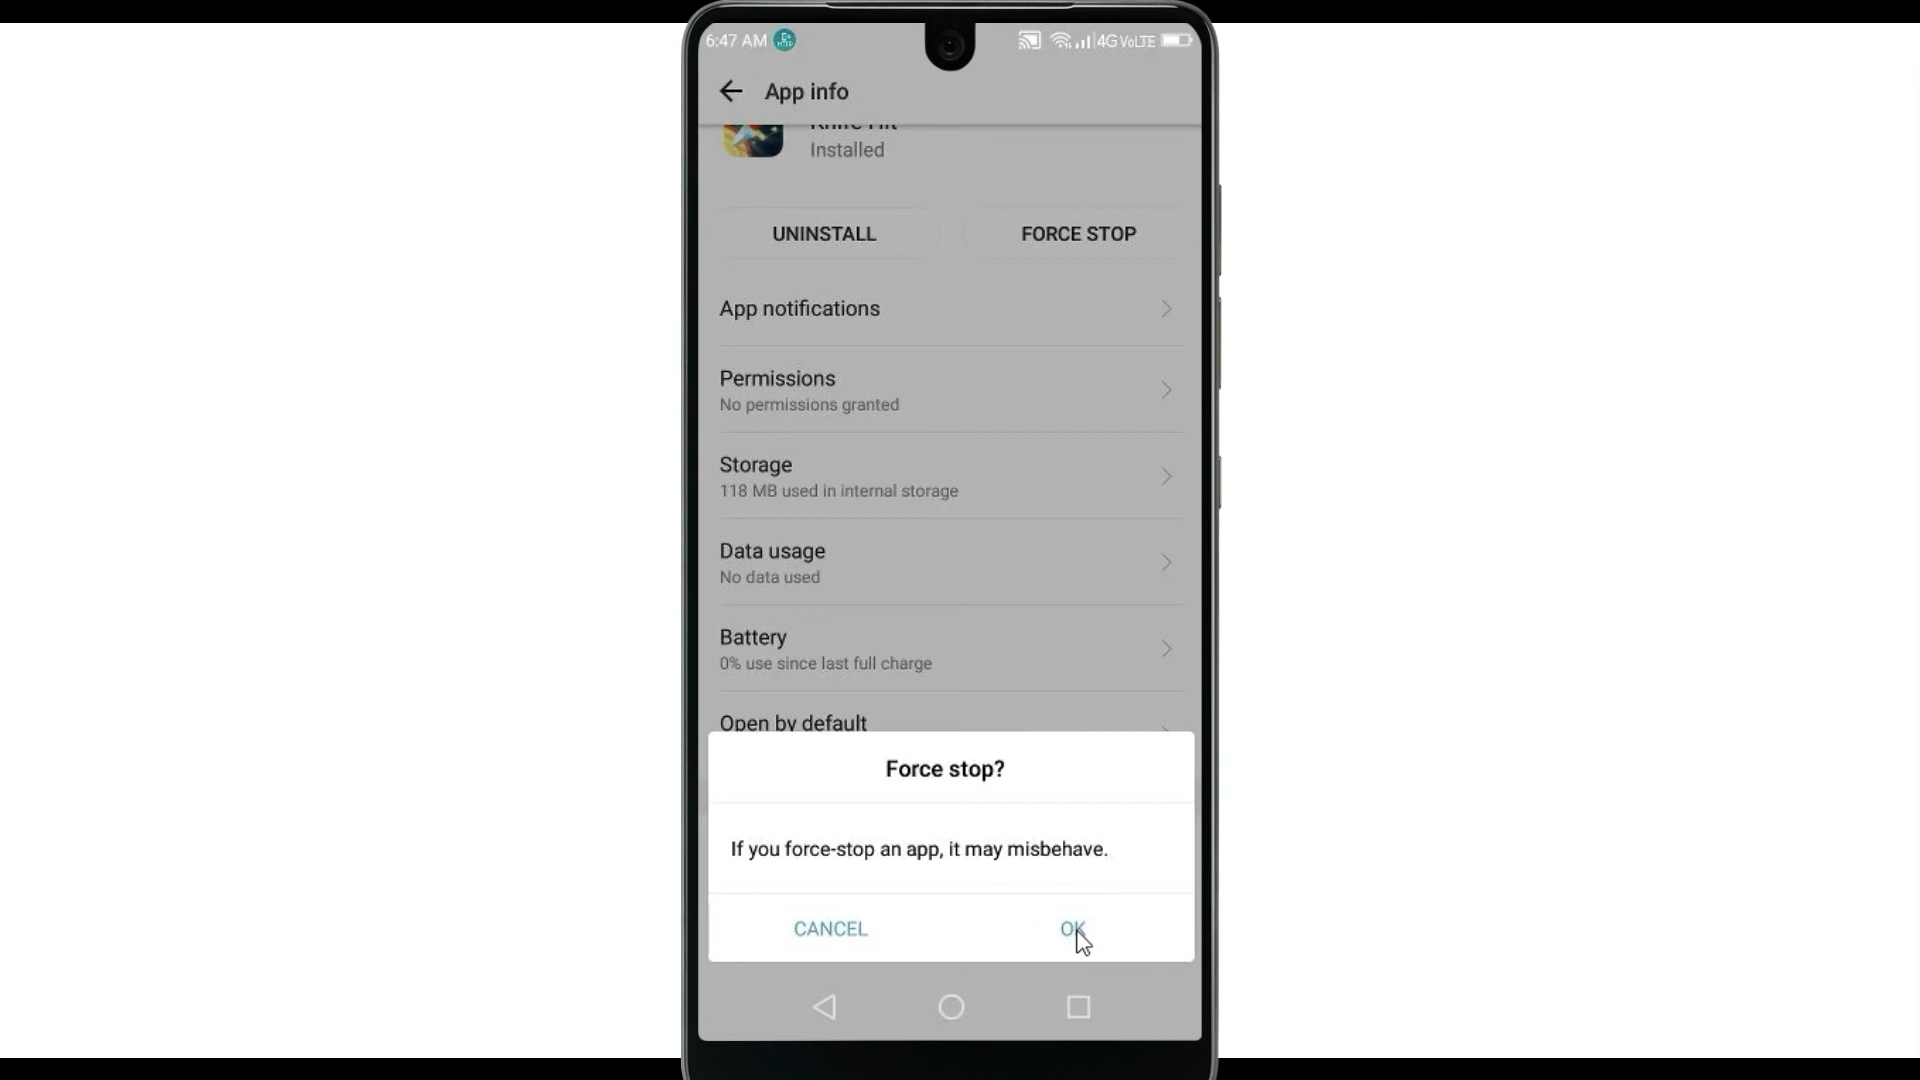 6:47 AM
4G VoLTE
App info
Installed
UNINSTALL
FORCE STOP
App notifications
Permissions
No permissions granted
Storage
118 MB used in internal storage
Data usage
No data used
Battery
0% use since last full charge
Open by default
Force stop?
If you force-stop an app, it may misbehave.
CANCEL
OK